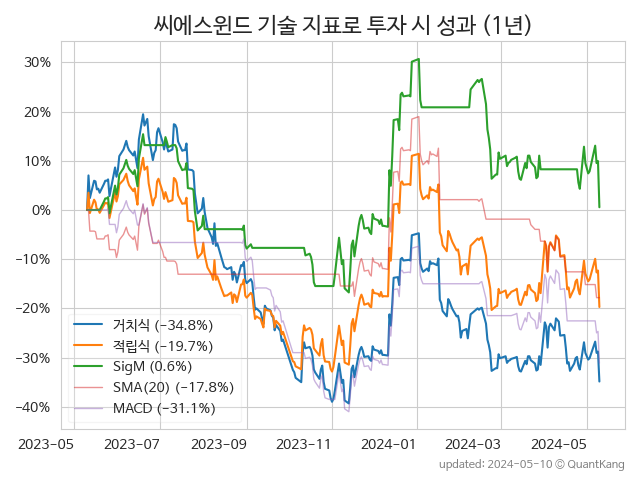 씨에스윈드 기술 지표로 투자 시 성과 (1년)
30%
20%
10%
0%
−10%
−20%
−30%
−40%
거치식 (−34.8%)
적립식 (−19.7%)
SigM (0.6%)
SMA(20) (−17.8%)
MACD (−31.1%)
2023-05 2023-07 2023-09 2023-11 2024-01 2024-03 2024-05
updated: 2024-05-10 © QuantKang